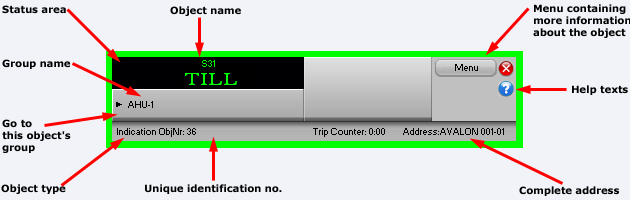 Status area
Object name
Menu containing
more information
about the object
S31
TILL
Group name
Menu
AHU-1
?
Help texts
Go to
this object's
group
Indication ObjNr: 36
Trip Counter: 0:00
Address:AVALON 001-01
Object type
Unique identification no.
Complete address